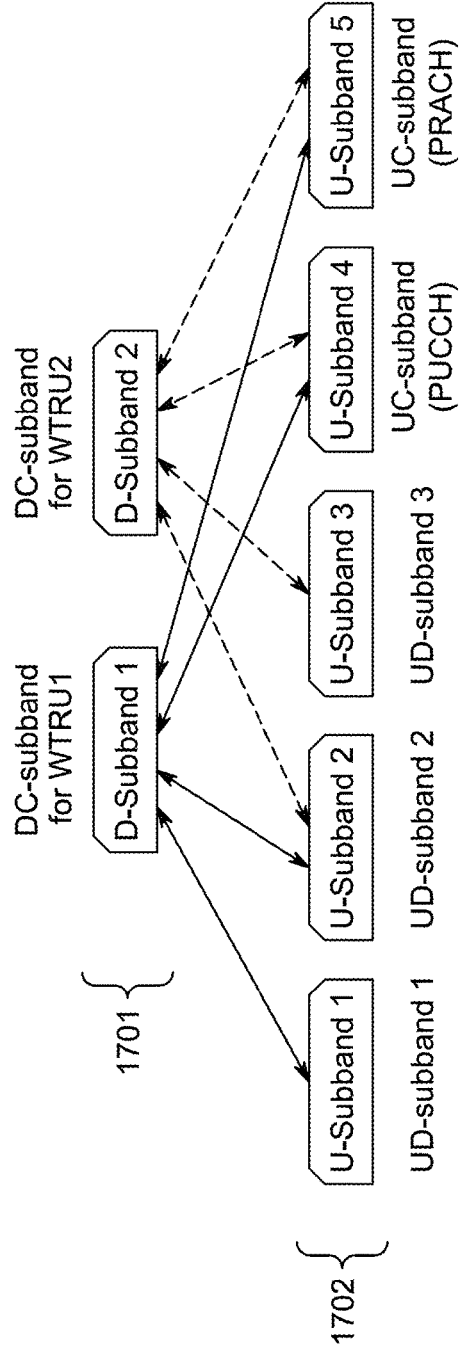 DC-subband
for WTRU1
DC-subband
for WTRU2
1701
D-Subband 1
D-Subband 2
1702
U-Subband 1
U-Subband 2
U-Subband 3
U-Subband 4
U-Subband 5
UD-subband 1
UD-subband 2
UD-subband 3
UC-subband
(PUCCH)
UC-subband
(PRACH)